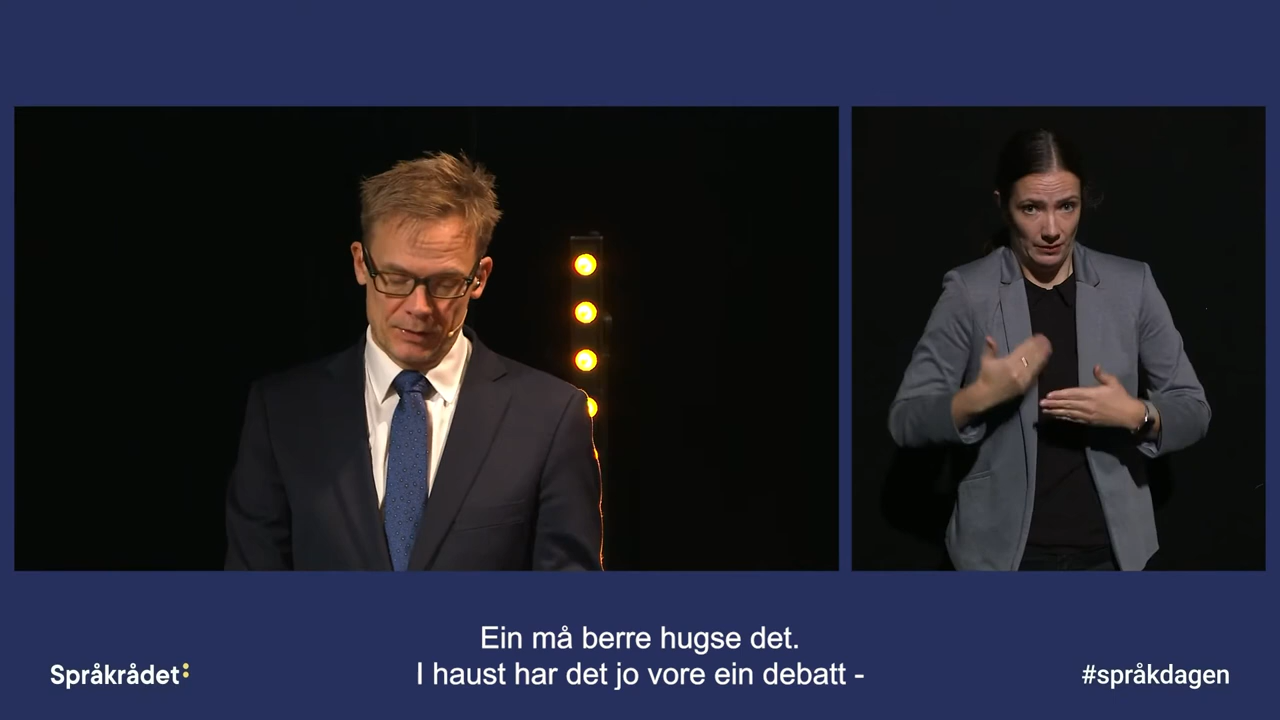 Ein må berre hugse det.
I haust har det jo vore ein debatt -
Språkrådet:
#språkdagen